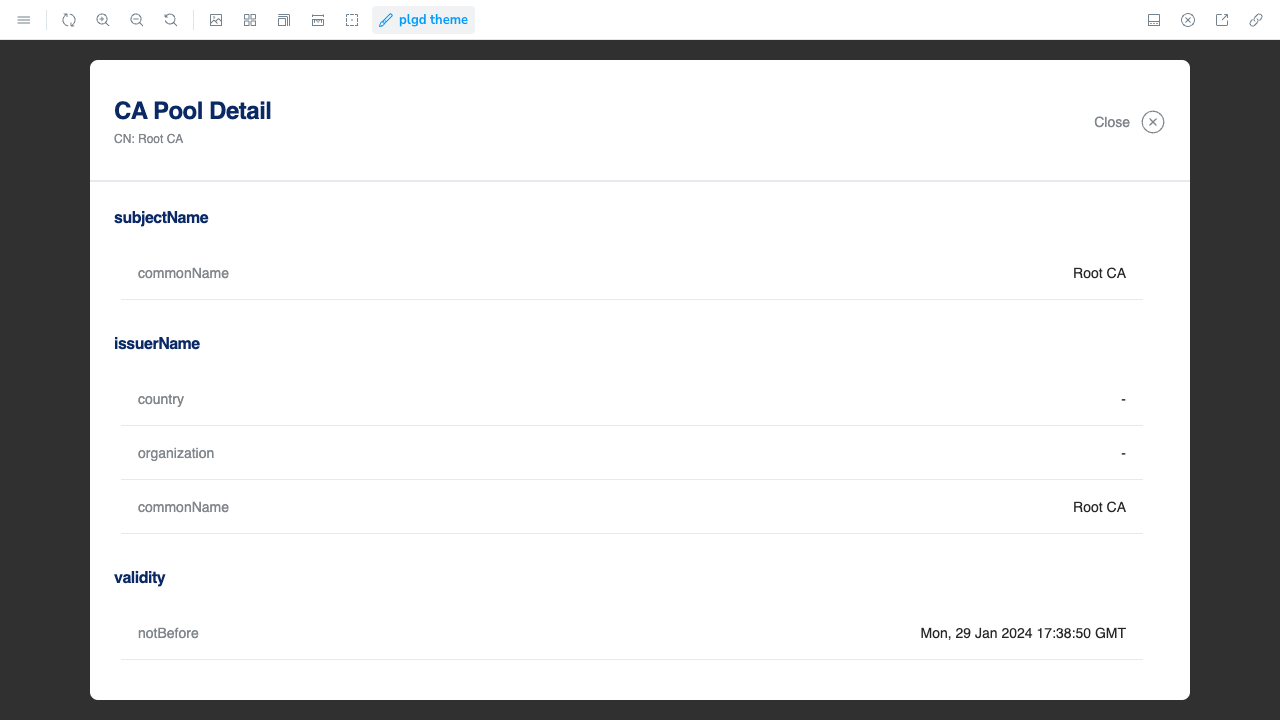 plgd theme
CA Pool Detail
CN: Root CA
Close
subjectName
commonName Root CA
issuerName
country -
organization -
commonName Root CA
validity
notBefore Mon, 29 Jan 2024 17:38:50 GMT